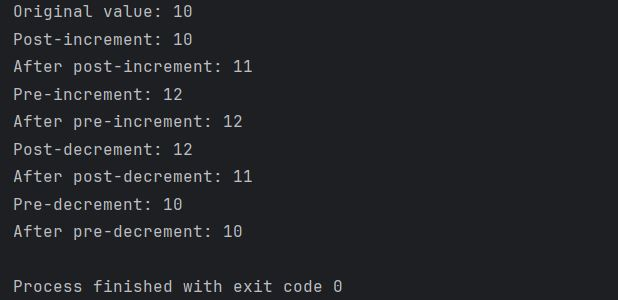 Original value: 10
Post-increment: 10
After post-increment: 11
Pre-increment: 12
After pre-increment: 12
Post-decrement: 12
After post-decrement: 11
Pre-decrement: 10
After pre-decrement: 10
Process finished with exit code 0